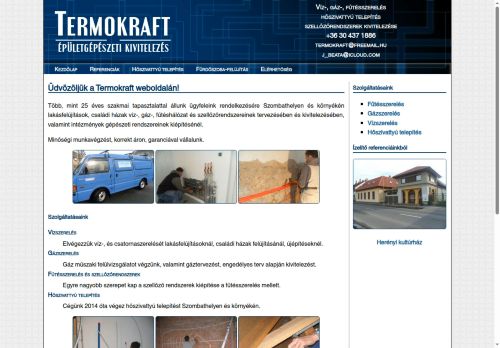 TERMOKRAFT
ÉPÜLETGÉPÉSZETI KIVITELEZÉS
VÍZ-, GÁZ-, FŰTÉSSZERELÉS
HŐSZIVATTYÚ TELEPÍTÉS
SZELLŐZŐRENDSZEREK KIVITELEZÉSE
+36 30 437 1886
TERMOKRAFT@FREEMAIL.HU
J_BEATA@ICLOUD.COM
KEZDŐLAP REFERENCIÁK HŐSZIVATTYÚ TELEPÍTÉS FÜRDŐSZOBA-FELÚJÍTÁS ELÉRHETŐSÉG
Üdvözöljük a Termokraft weboldalán!
Több, mint 25 éves szakmai tapasztalattal állunk ügyfeleink rendelkezésére Szombathelyen és környékén
lakásfelújítások, családi házak víz-, gáz-, fűtéshálózat és szellőzőrendszereinek tervezésében és kivitelezésében,
valamint intézmények gépészeti rendszereinek kiépítésénél.
Minőségi munkavégzést, korrekt áron, garanciával vállalunk.
Szolgáltatásaink
VÍZSZERELÉS
Elvégezzük víz-, és csatornaszerelését lakásfelújításoknál, családi házak felújításánál, újépítéseknél.
GÁZSZERELÉS
Gáz műszaki felülvizsgálatot végzünk, valamint gáztervezést, engedélyes terv alapján kivitelezést.
FŰTÉSSZERELÉS ÉS SZELLŐZŐRENDSZEREK
Egyre nagyobb szerepet kap a szellőző rendszerek kiépítése a fűtésszerelés mellett.
HŐSZIVATTYÚ TELEPÍTÉS
Cégünk 2014 óta végez hőszivattyú telepítést Szombathelyen és környékén.
Szolgáltatásaink
Fűtésszerelés
Gázszerelés
Vízszerelés
Hőszivattyú telepítés
Ízelítő referenciáinkból
Herényi kultúrház